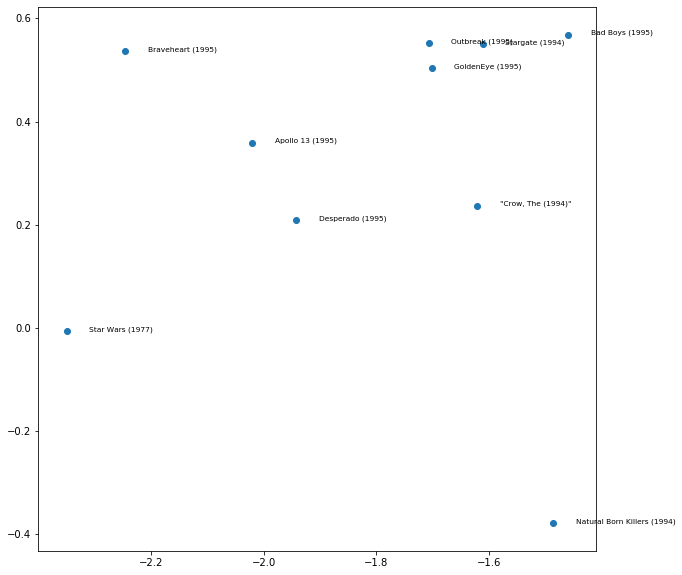 0.6
Bad Boys (1995)
Outbreak (1995)
Stargate (1994)
Braveheart (1995)
GoldenEye (1995)
0.4
Apollo 13 (1995)
"Crow, The (1994)"
0.2
Desperado (1995)
0.0
Star Wars (1977)
−0.2
−0.4
Natural Born Killers (1994)
−2.2
−2.0
−1.8
−1.6